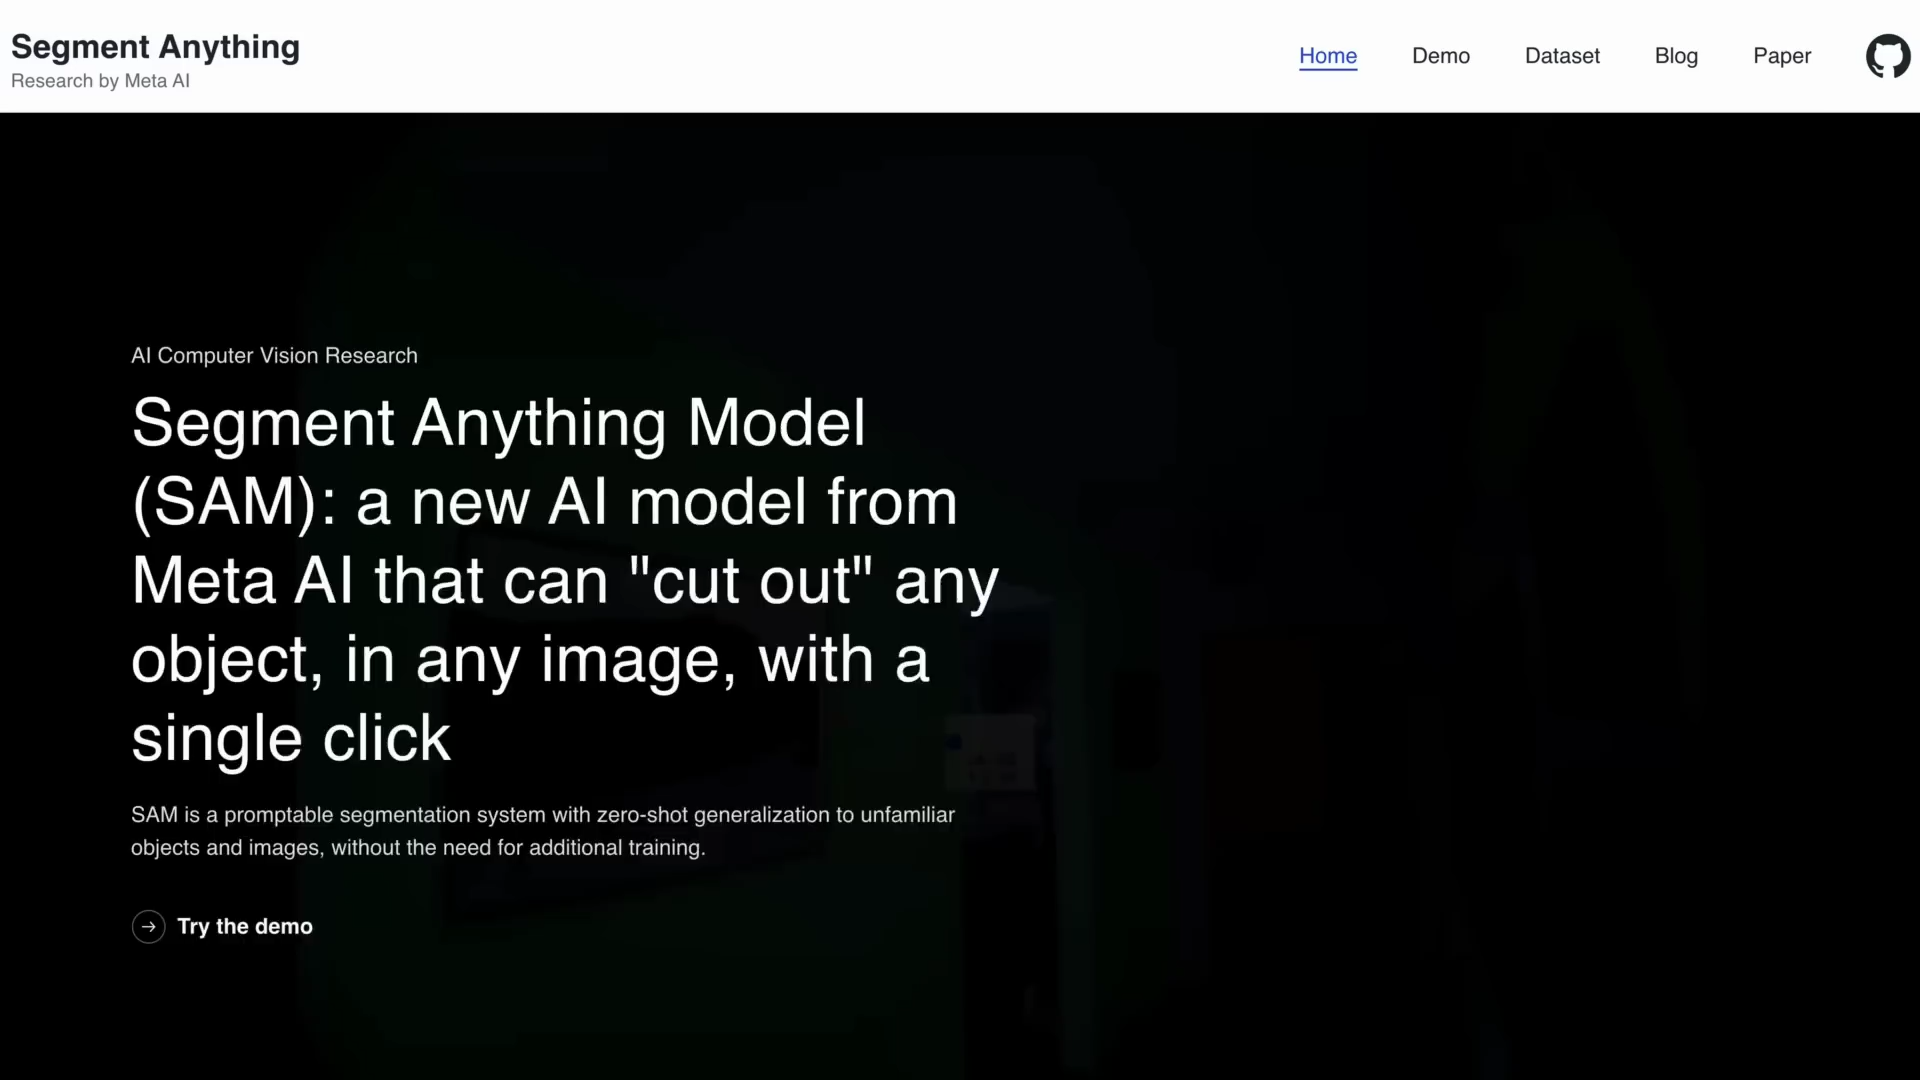 Segment Anything
Research by Meta AI
Home
Demo
Dataset
Blog
Paper
AI Computer Vision Research
Segment Anything Model
(SAM): a new AI model from
Meta AI that can "cut out" any
object, in any image, with a
single click
SAM is a promptable segmentation system with zero-shot generalization to unfamiliar
objects and images, without the need for additional training.
Try the demo